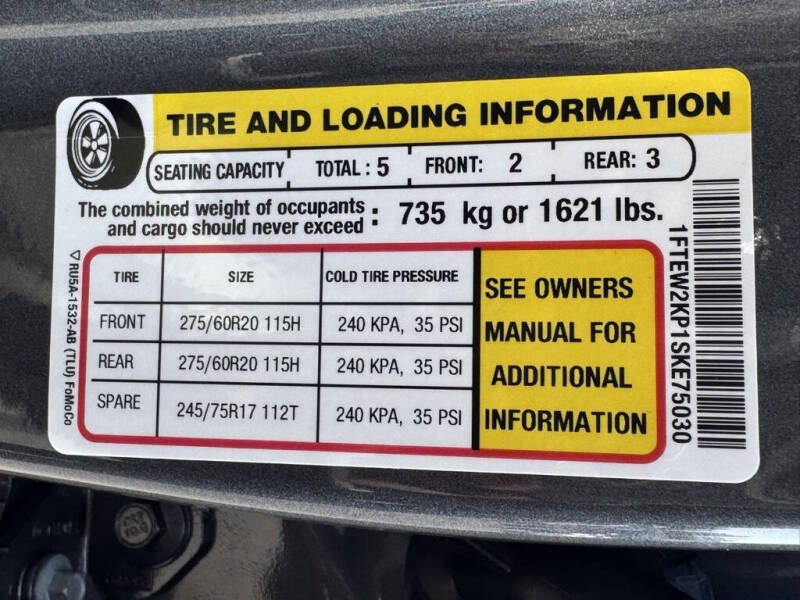 TIRE AND LOADING INFORMATION
SEATING CAPACITY TOTAL : 5 FRONT: 2 REAR: 3
The combined weight of occupants and cargo should never exceed : 735 kg or 1621 lbs.
TIRE SIZE COLD TIRE PRESSURE
FRONT 275/60R20 115H 240 KPA, 35 PSI
REAR 275/60R20 115H 240 KPA, 35 PSI
SPARE 245/75R17 112T 240 KPA, 35 PSI
SEE OWNERS
MANUAL FOR
ADDITIONAL
INFORMATION
1FTEW2KP1SKE75030
RU5A-1532-AB (TLU) FoMoCo